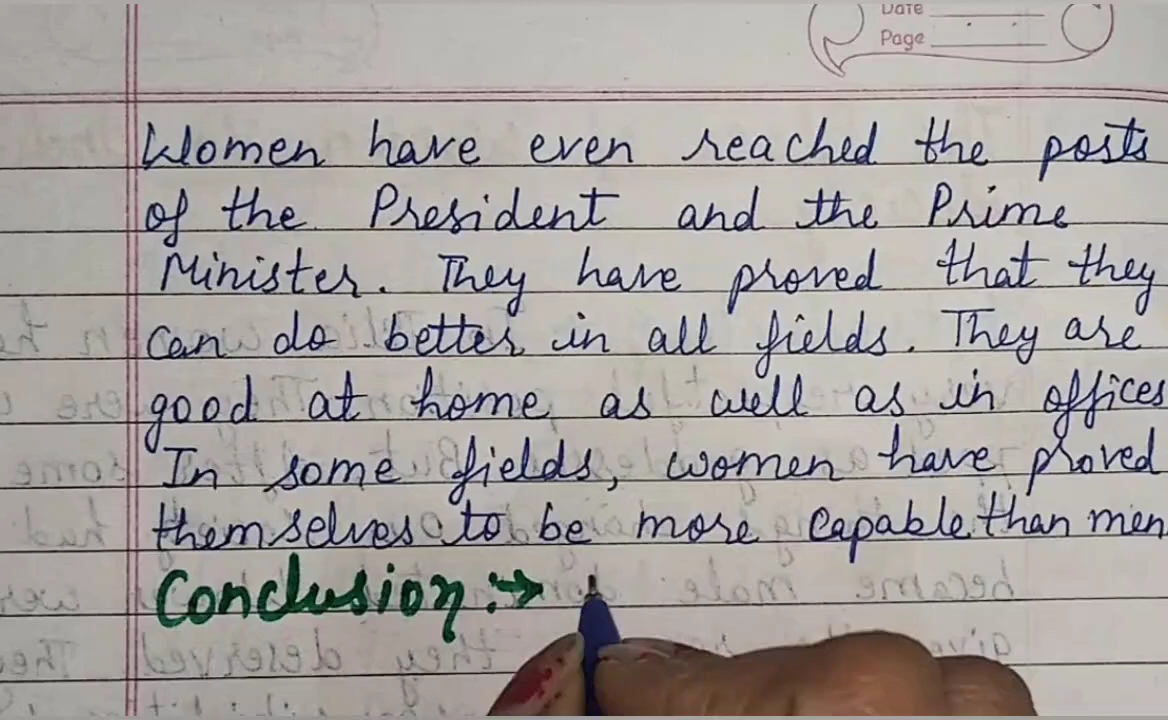 Date
Page
Women have even reached the posts
of the President and the Prime
Minister. They have proved that they
can do better in all fields. They are
good at home as well as in offices
In some fields, women have proved
themselves to be more capable than men
Conclusion :→